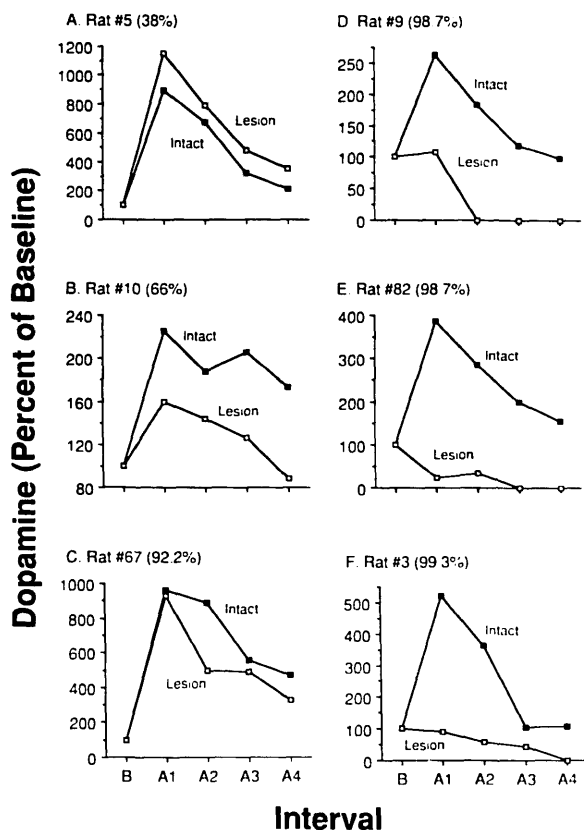 Dopamine (Percent of Baseline)
A. Rat #5 (38%)
1200
1000
800
600
400
200
0
Lesion
Intact
B. Rat #10 (66%)
240
200
160
120
80
Intact
Lesion
C. Rat #67 (92.2%)
1000
800
600
400
200
0
Intact
Lesion
B A1 A2 A3 A4
D Rat #9 (98 7%)
250
200
150
100
50
0
Intact
Lesion
E. Rat #82 (98 7%)
400
300
200
100
0
Intact
Lesion
F. Rat #3 (99 3%)
500
400
300
200
100
0
Intact
Lesion
B A1 A2 A3 A4
Interval